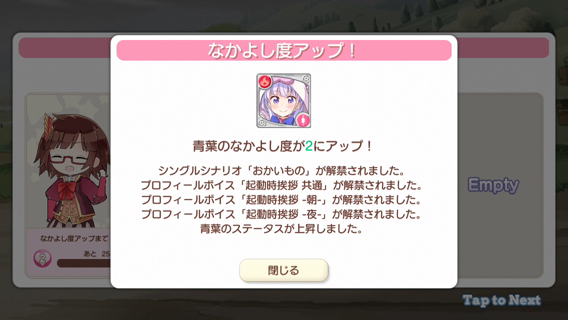 なかよし度アップ！
青葉のなかよし度が2にアップ！
シングルシナリオ「おかいもの」が解禁されました。
プロフィールボイス「起動時挨拶 共通」が解禁されました。
プロフィールボイス「起動時挨拶 -朝-」が解禁されました。
プロフィールボイス「起動時挨拶 -夜-」が解禁されました。
青葉のステータスが上昇しました。
なかよし度アップまで
あと 25
Empty
閉じる
Tap to Next